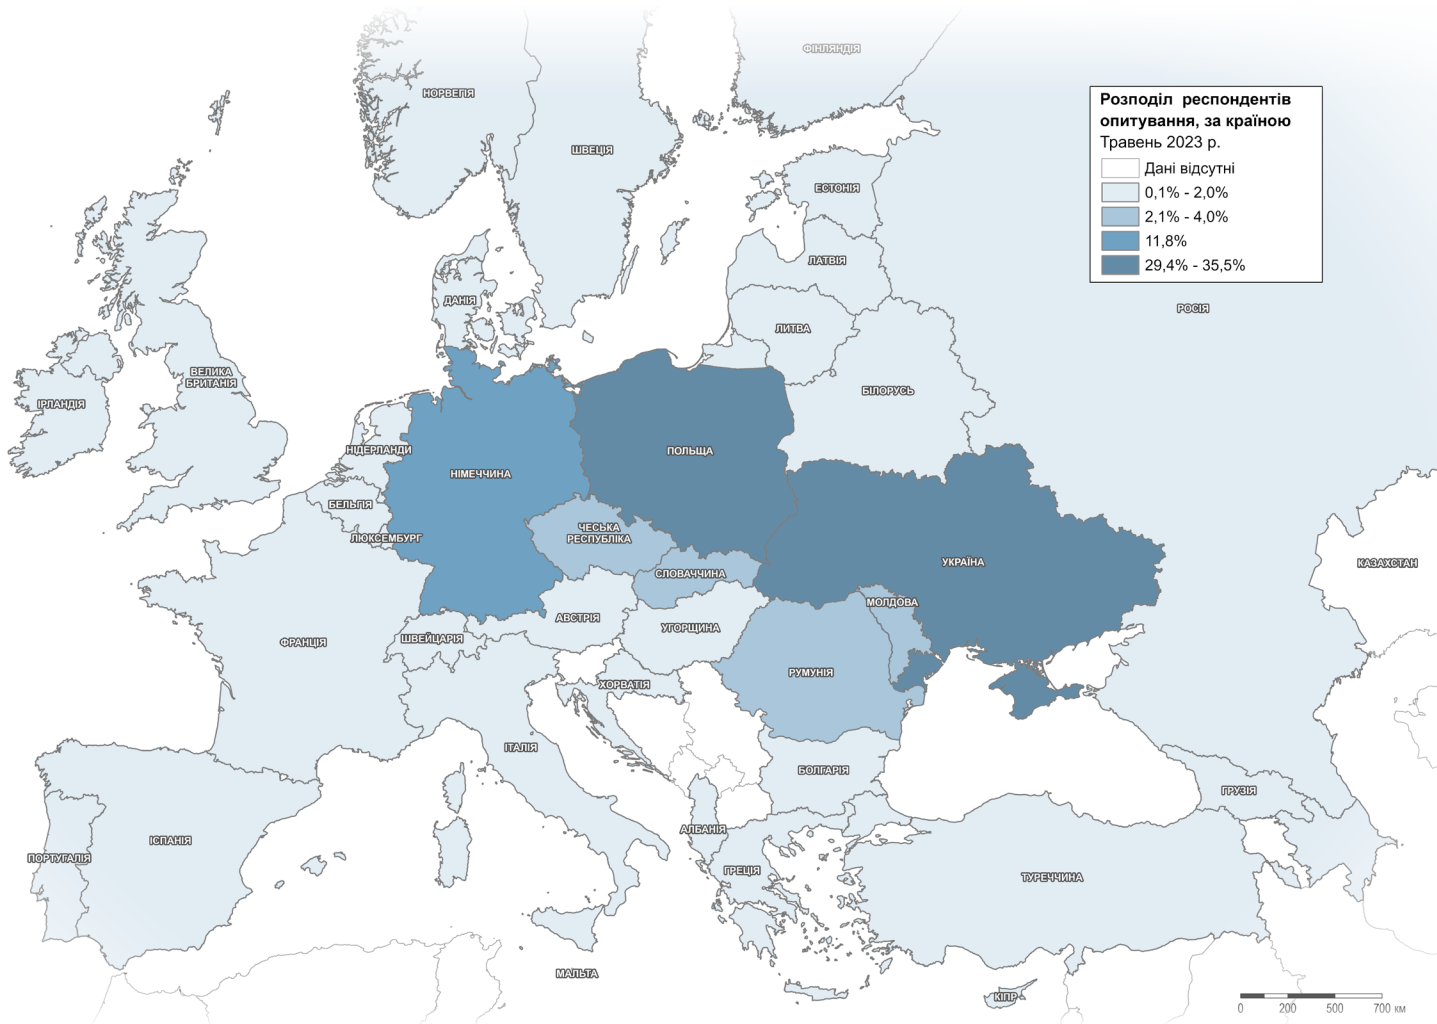 ФІНЛЯНДІЯ
НОРВЕГІЯ
Розподіл респондентів
опитування, за країною
Травень 2023 р.
Дані відсутні
0,1% - 2,0%
2,1% - 4,0%
11,8%
29,4% - 35,5%
ШВЕЦІЯ
ЕСТОНІЯ
ЛАТВІЯ
ДАНІЯ
РОСІЯ
ЛИТВА
ВЕЛИКА
БРИТАНІЯ
БІЛОРУСЬ
ІРЛАНДІЯ
НІДЕРЛАНДИ
ПОЛЬЩА
НІМЕЧЧИНА
БЕЛЬГІЯ
ЧЕСЬКА
РЕСПУБЛІКА
ЛЮКСЕМБУРГ
УКРАЇНА
КАЗАХСТАН
СЛОВАЧЧИНА
МОЛДОВА
АВСТРІЯ
УГОРЩИНА
ШВЕЙЦАРІЯ
ФРАНЦІЯ
РУМУНІЯ
ХОРВАТІЯ
ІТАЛІЯ
БОЛГАРІЯ
ГРУЗІЯ
АЛБАНІЯ
ІСПАНІЯ
ПОРТУГАЛІЯ
ГРЕЦІЯ
ТУРЕЧЧИНА
МАЛЬТА
КІПР
0 200 500 700 км